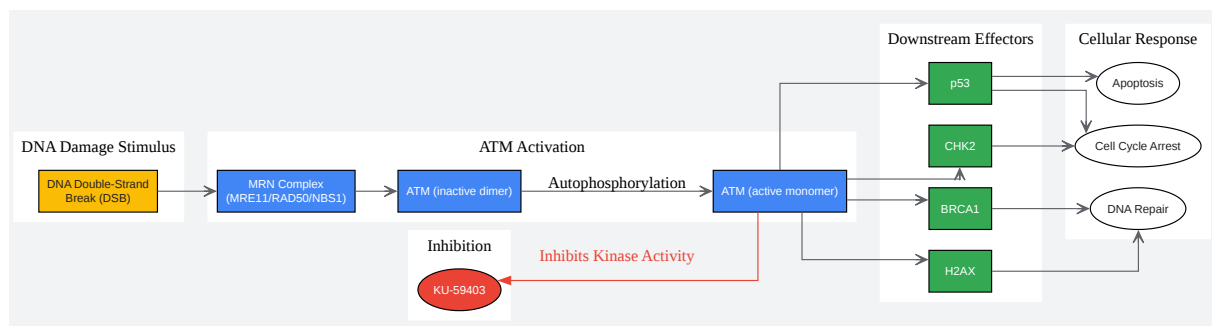 DNA Damage Stimulus
DNA Double-Strand
Break (DSB)
ATM Activation
MRN Complex
(MRE11/RAD50/NBS1)
ATM (inactive dimer)
Autophosphorylation
ATM (active monomer)
Inhibition
KU-59403
Inhibits Kinase Activity
Downstream Effectors
p53
CHK2
BRCA1
H2AX
Cellular Response
Apoptosis
Cell Cycle Arrest
DNA Repair